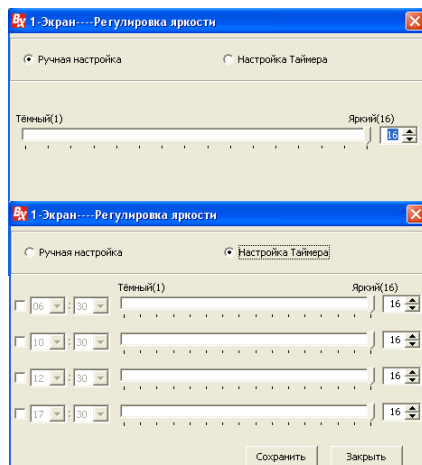 BX 1-Экран----Регулировка яркости
Ручная настройка Настройка Таймера
Тёмный(1) Яркий(16)
16
BX 1-Экран----Регулировка яркости
Ручная настройка Настройка Таймера
Тёмный(1) Яркий(16)
06 : 30 16
10 : 30 16
12 : 30 16
17 : 30 16
Сохранить Закрыть